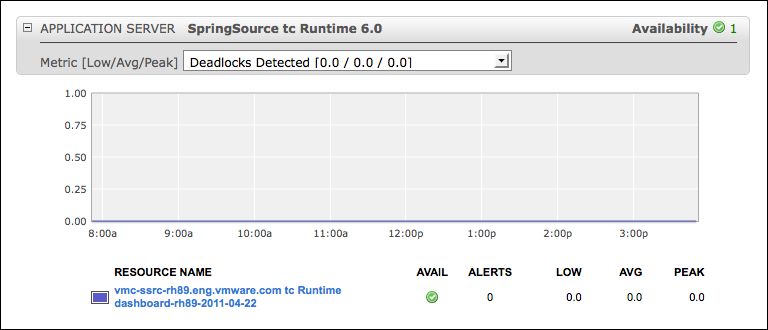 APPLICATION SERVER SpringSource tc Runtime 6.0 Availability 1
Metric [Low/Avg/Peak] Deadlocks Detected [0.0 / 0.0 / 0.0]
1.00
0.75
0.50
0.25
0.00
8:00a 9:00a 10:00a 11:00a 12:00p 1:00p 2:00p 3:00p
RESOURCE NAME AVAIL ALERTS LOW AVG PEAK
vmc-ssrc-rh89.eng.vmware.com tc Runtime
dashboard-rh89-2011-04-22 0 0.0 0.0 0.0